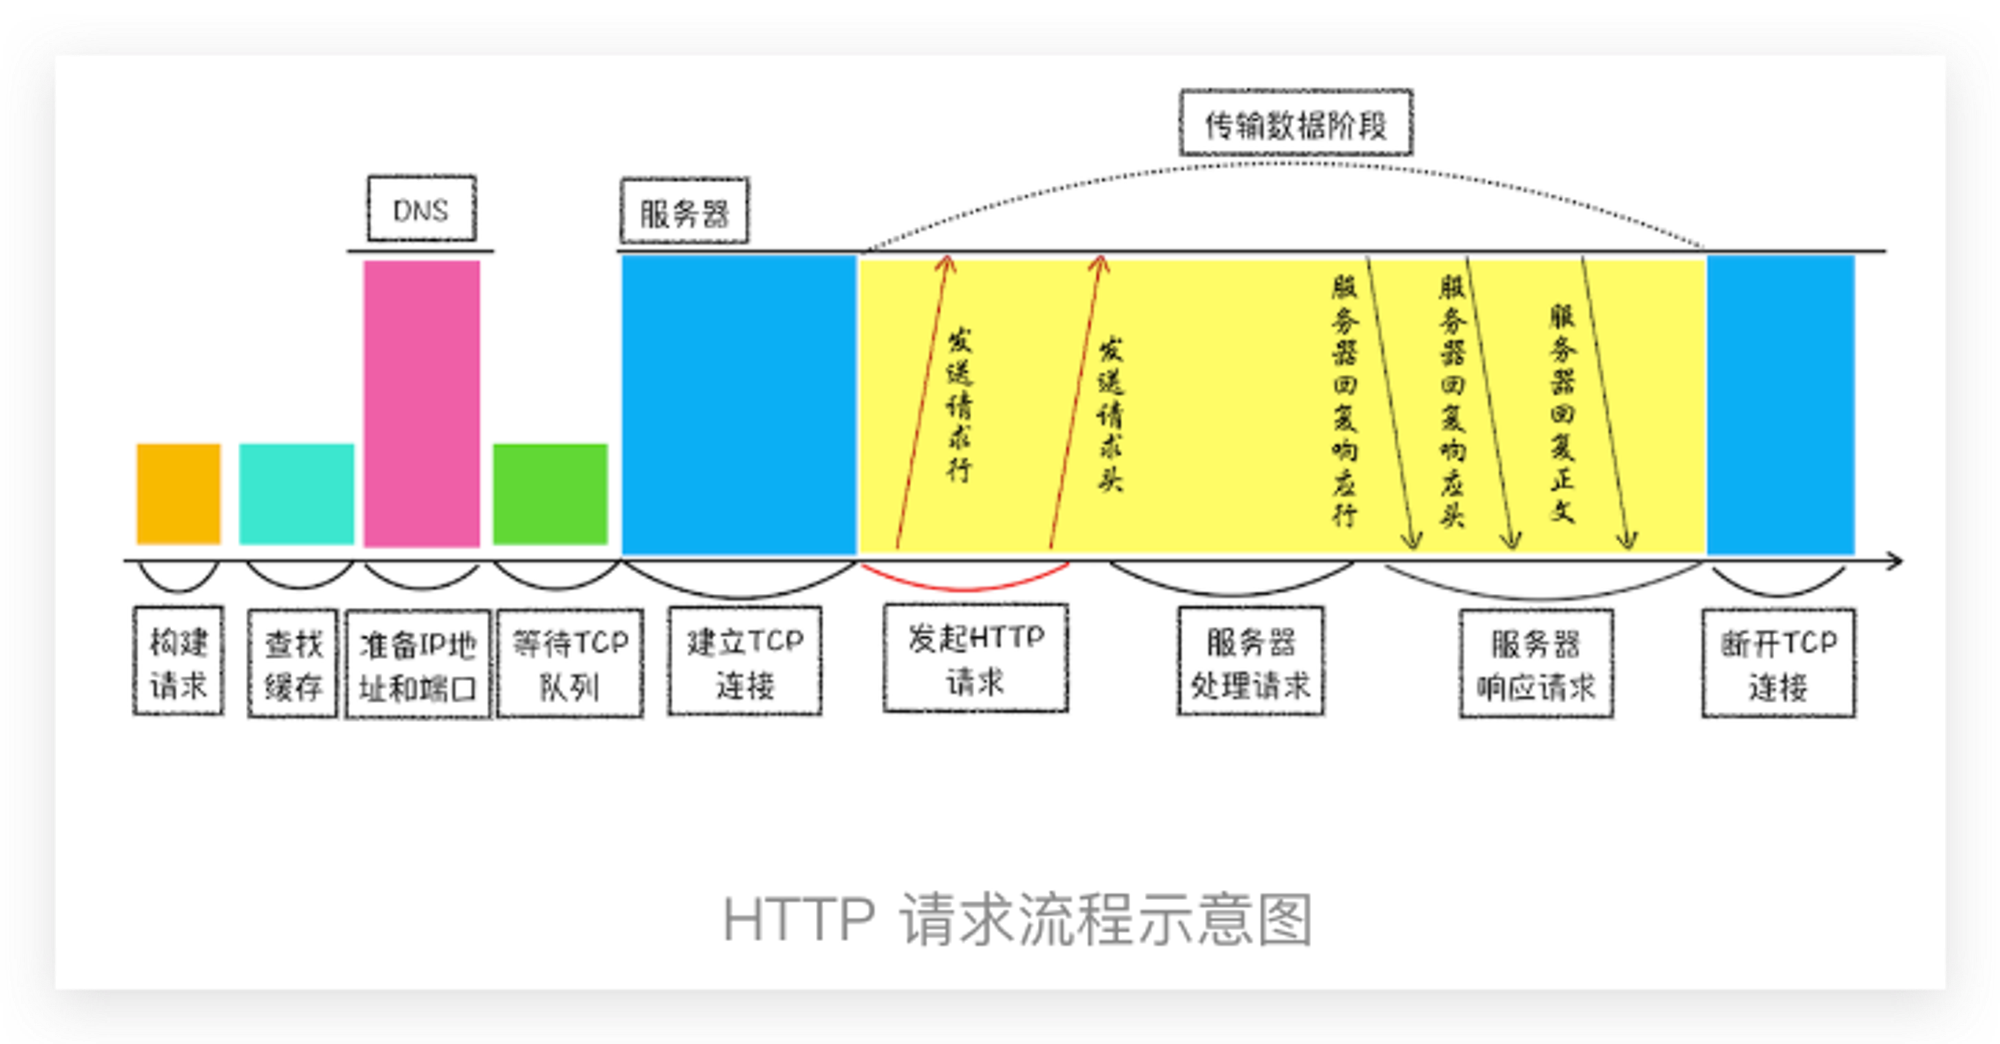 传输数据阶段
DNS
服务器
发送请求行
发送请求头
服务器回复响应行
服务器回复响应头
服务器回复正文
构建
请求
查找
缓存
准备IP地
址和端口
等待TCP
队列
建立TCP
连接
发起HTTP
请求
服务器
处理请求
服务器
响应请求
断开TCP
连接
HTTP 请求流程示意图